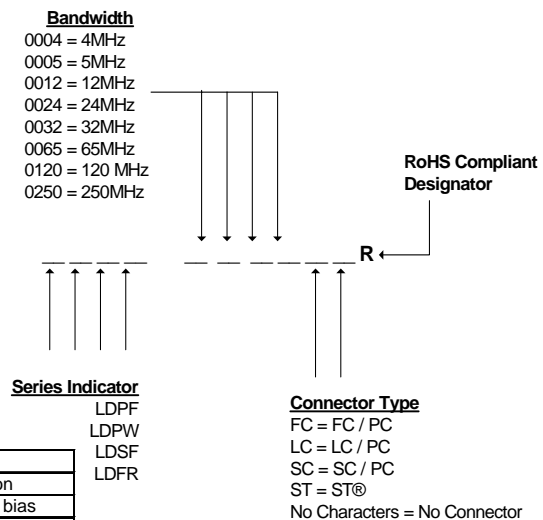 Bandwidth
0004 = 4MHz
0005 = 5MHz
0012 = 12MHz
0024 = 24MHz
0032 = 32MHz
0065 = 65MHz
0120 = 120 MHz
0250 = 250MHz
RoHS Compliant
Designator
R
Series Indicator
LDPF
LDPW
LDSF
LDFR
Connector Type
FC = FC / PC
LC = LC / PC
SC = SC / PC
ST = ST®
No Characters = No Connector
bias